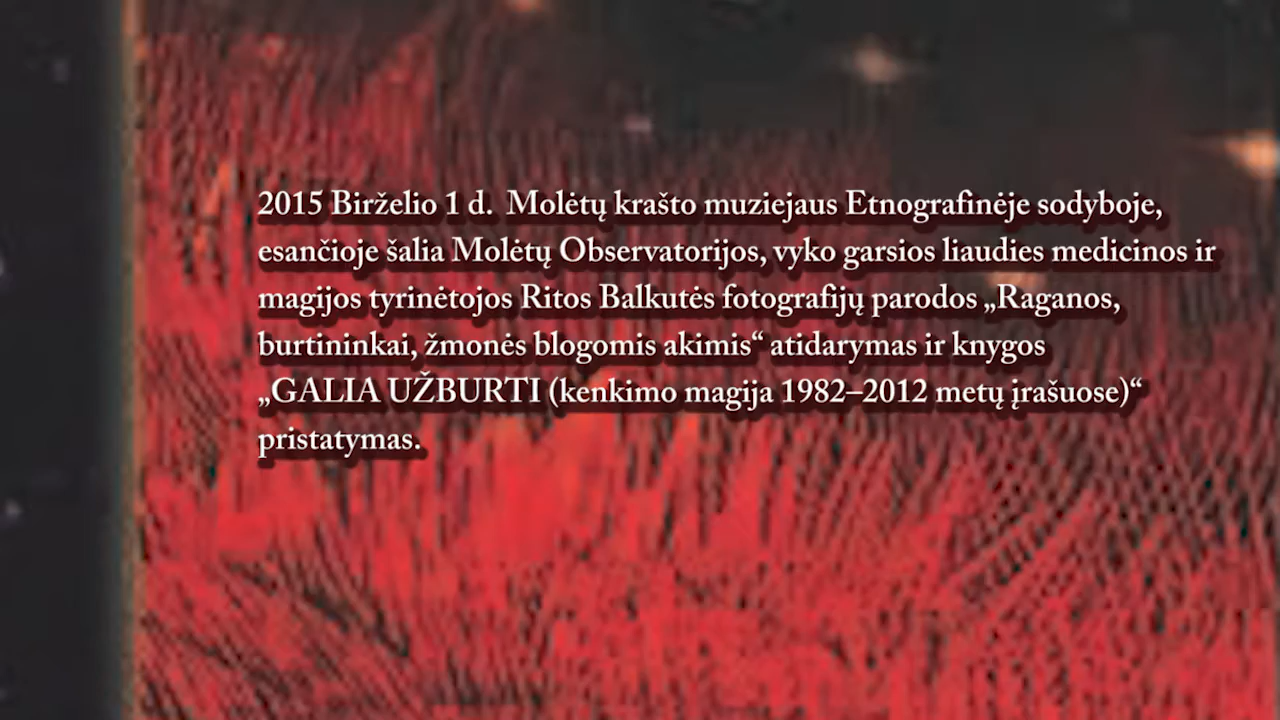 2015 Birželio 1 d. Molėtų krašto muziejaus Etnografinėje sodyboje,
esančioje šalia Molėtų Observatorijos, vyko garsios liaudies medicinos ir
magijos tyrinėtojos Ritos Balkutės fotografijų parodos „Raganos,
burtininkai, žmonės blogomis akimis“ atidarymas ir knygos
„GALIA UŽBURTI (kenkimo magija 1982–2012 metų įrašuose)“
pristatymas.